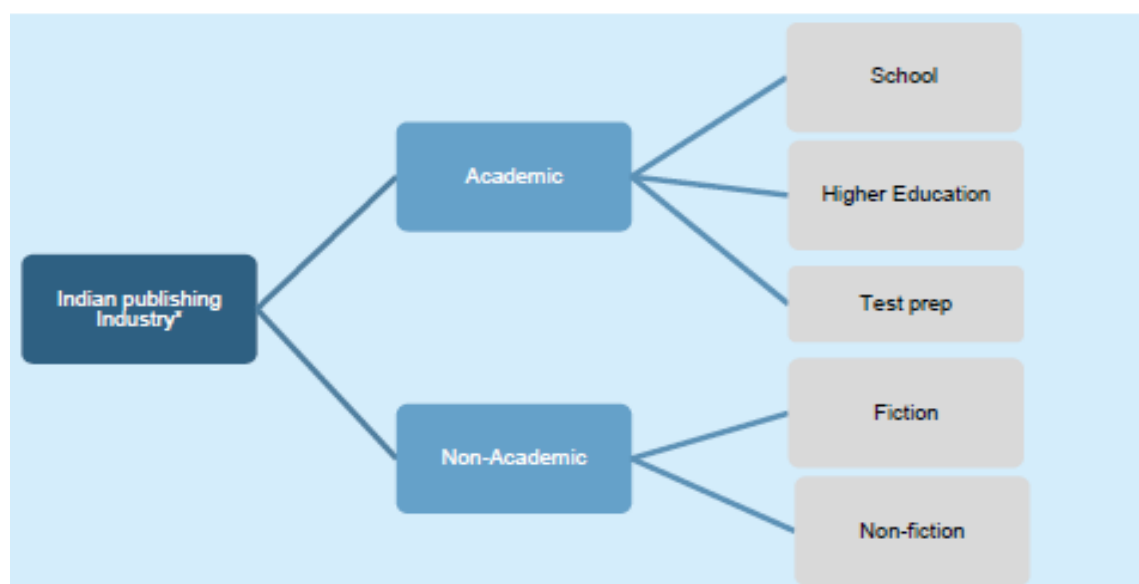 School
Academic
Higher Education
Indian publishing
Industry*
Test prep
Fiction
Non-Academic
Non-fiction